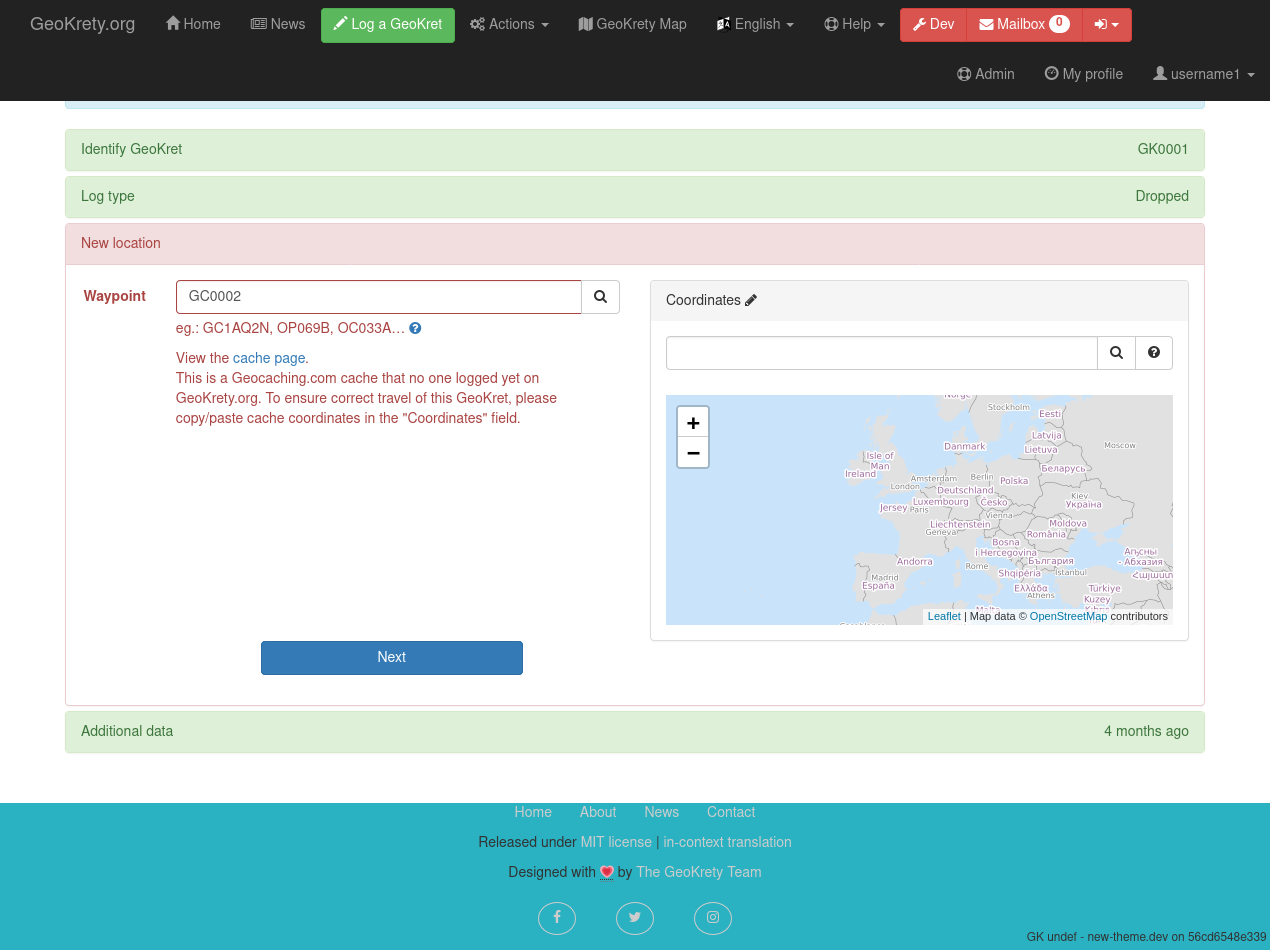 GeoKrety.org Home News Log a GeoKret Actions GeoKrety Map English Help Dev Mailbox 0
Admin My profile username1
Identify GeoKret GK0001
Log type Dropped
New location
Waypoint GC0002
eg.: GC1AQ2N, OP069B, OC033A…
View the cache page.
This is a Geocaching.com cache that no one logged yet on
GeoKrety.org. To ensure correct travel of this GeoKret, please
copy/paste cache coordinates in the "Coordinates" field.
Next
Coordinates
+
−
Norge
Stockholm
Eesti
Latvija
Lietuva
Moscow
Danmark
Isle of
Man
Ireland
Беларусь
Amsterdam
Berlin
London
Polska
Deutschland
Kiev
Україна
Luxembourg
Česko
Jersey
Paris
Vienna
Liechtenstein
Moldova
Geneva
România
Bosna
i Hercegovina
Аҧсны
- Абхазия
Andorra
България
Rome
Shqipëria
Istanbul
Madrid
España
Ελλάδα
Athens
Türkiye
Kuzey
Malta
Leaflet | Map data © OpenStreetMap contributors
Additional data 4 months ago
Home About News Contact
Released under MIT license | in-context translation
Designed with by The GeoKrety Team
GK undef - new-theme.dev on 56cd6548e339